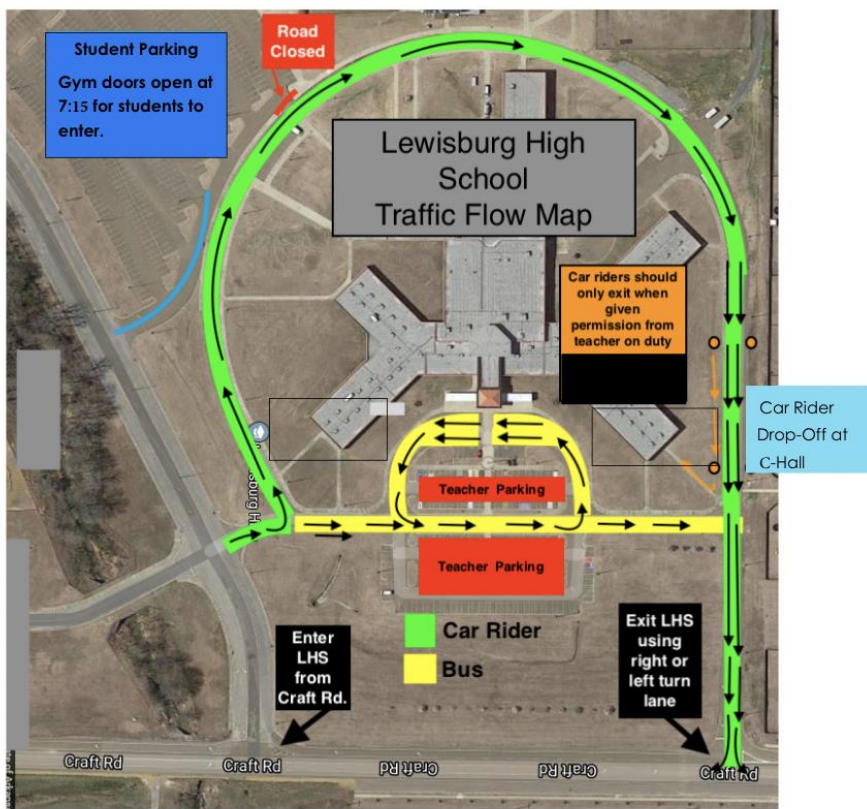 Student Parking
Gym doors open at
7:15 for students to
enter.
Road
Closed
Lewisburg High
School
Traffic Flow Map
Car riders should
only exit when
given
permission from
teacher on duty
Car Rider
Drop-Off at
C-Hall
Teacher Parking
Teacher Parking
Car Rider
Bus
Enter
LHS
from
Craft Rd.
Exit LHS
using
right or
left turn
lane
Craft Rd
Craft Rd
Craft Rd
Craft Rd
Craft Rd